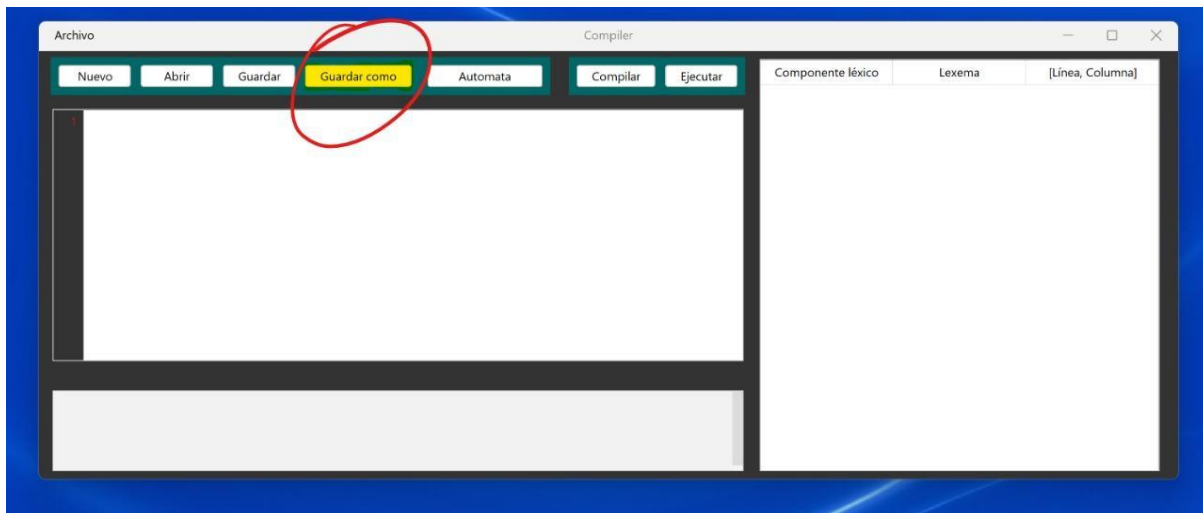 Archivo
Compiler
Nuevo Abrir Guardar Guardar como Automata Compilar Ejecutar
Componente léxico Lexema [Línea, Columna]
1